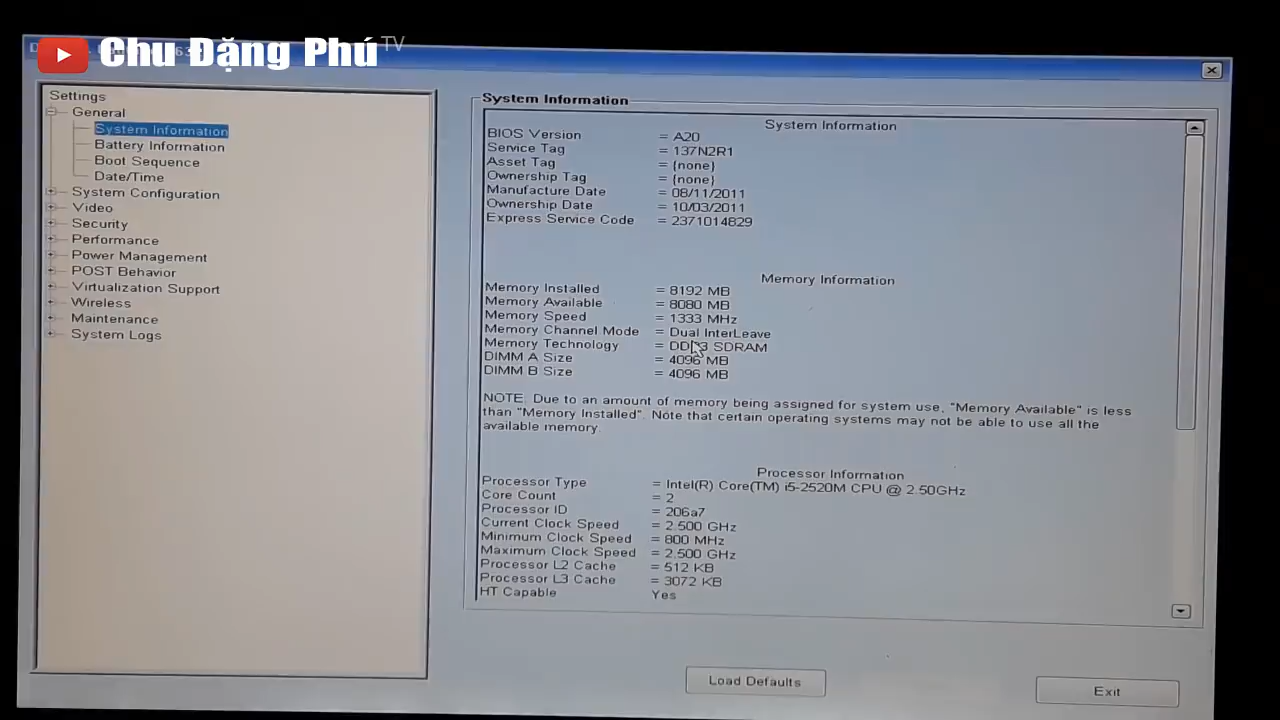 Chu Đặng Phú TV
Settings
General
System Information
Battery Information
Boot Sequence
Date/Time
System Configuration
Video
Security
Performance
Power Management
POST Behavior
Virtualization Support
Wireless
Maintenance
System Logs
System Information
System Information
BIOS Version = A20
Service Tag = 137N2R1
Asset Tag = {none}
Ownership Tag = {none}
Manufacture Date = 08/11/2011
Ownership Date = 10/03/2011
Express Service Code = 2371014829
Memory Information
Memory Installed = 8192 MB
Memory Available = 8080 MB
Memory Speed = 1333 MHz
Memory Channel Mode = Dual InterLeave
Memory Technology = DDR3 SDRAM
DIMM A Size = 4096 MB
DIMM B Size = 4096 MB
NOTE: Due to an amount of memory being assigned for system use, "Memory Available" is less
than "Memory Installed". Note that certain operating systems may not be able to use all the
available memory.
Processor Information
Processor Type = Intel(R) Core(TM) i5-2520M CPU @ 2.50GHz
Core Count = 2
Processor ID = 206a7
Current Clock Speed = 2.500 GHz
Minimum Clock Speed = 800 MHz
Maximum Clock Speed = 2.500 GHz
Processor L2 Cache = 512 KB
Processor L3 Cache = 3072 KB
HT Capable Yes
Load Defaults
Exit